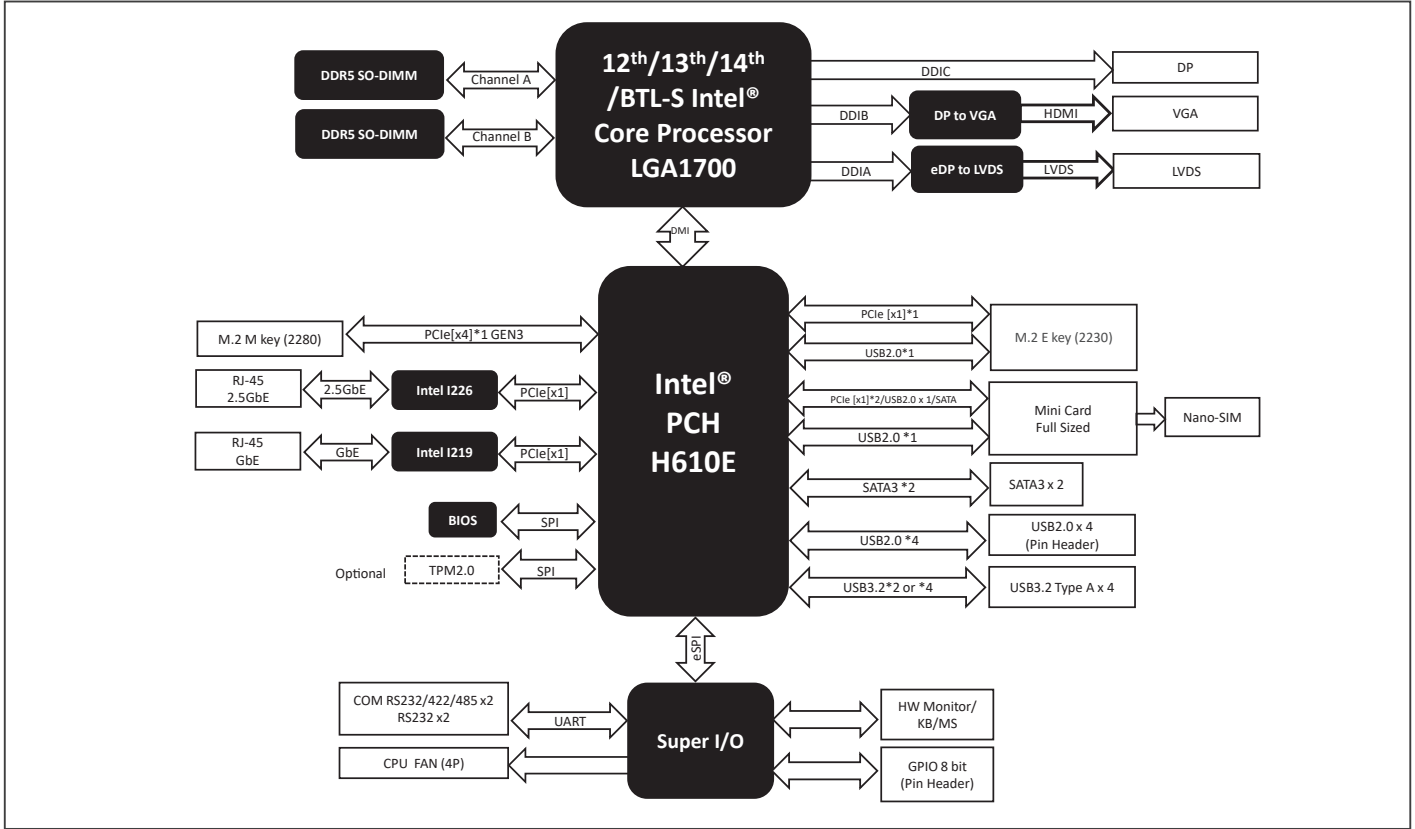 12th/13th/14th
/BTL-S Intel®
Core Processor
LGA1700
DDR5 SO-DIMM
Channel A
DDR5 SO-DIMM
Channel B
DDIC
DP
DDIB
DP to VGA
HDMI
VGA
DDIA
eDP to LVDS
LVDS
LVDS
DMI
Intel®
PCH
H610E
M.2 M key (2280)
PCIe[x4]*1 GEN3
RJ-45
2.5GbE
2.5GbE
Intel I226
PCIe[x1]
RJ-45
GbE
GbE
Intel I219
PCIe[x1]
BIOS
SPI
Optional
TPM2.0
SPI
PCIe [x1]*1
USB2.0*1
M.2 E key (2230)
PCIe [x1]*2/USB2.0 x 1/SATA
USB2.0 *1
Mini Card
Full Sized
Nano-SIM
SATA3 *2
SATA3 x 2
USB2.0 *4
USB2.0 x 4
(Pin Header)
USB3.2*2 or *4
USB3.2 Type A x 4
eSPI
Super I/O
COM RS232/422/485 x2
RS232 x2
UART
CPU FAN (4P)
HW Monitor/
KB/MS
GPIO 8 bit
(Pin Header)